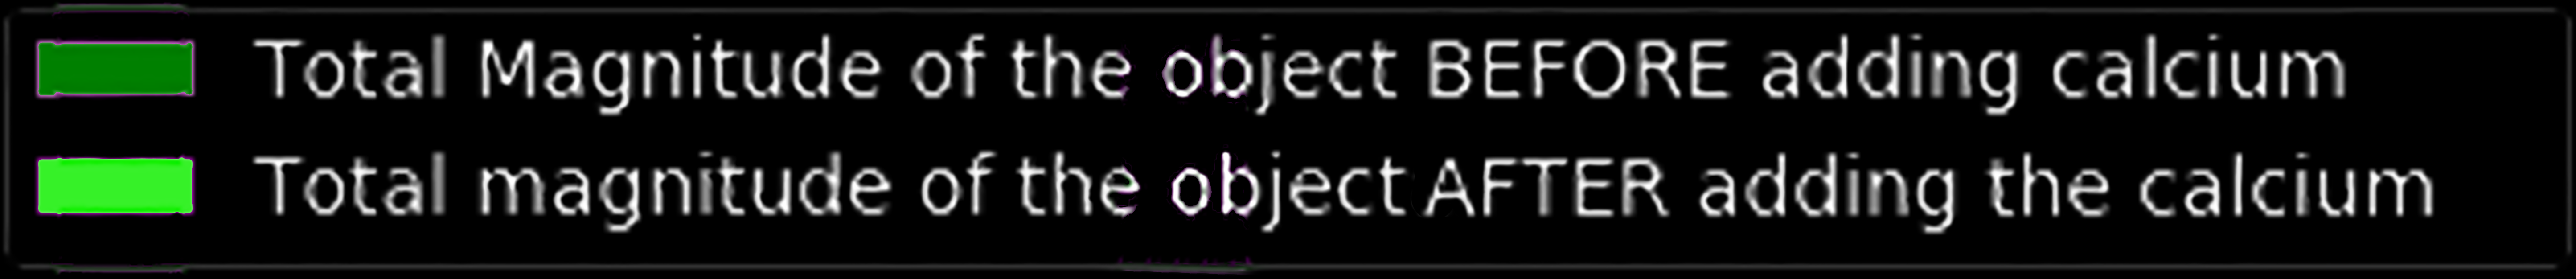 Total Magnitude of the object BEFORE adding calcium
Total magnitude of the object AFTER adding the calcium